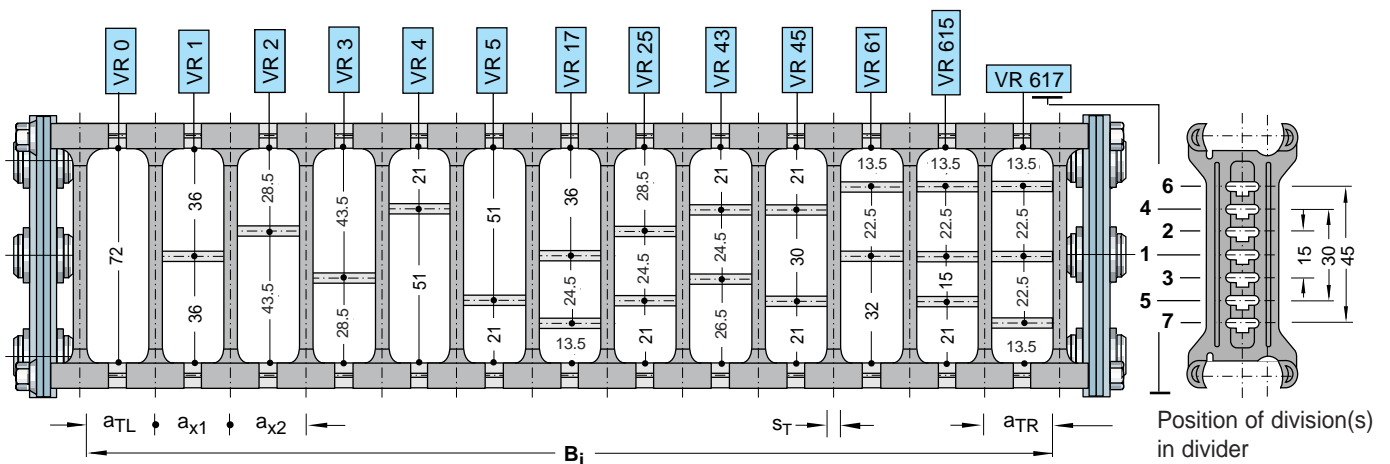 VR 0
VR 1
VR 2
VR 3
VR 4
VR 5
VR 17
VR 25
VR 43
VR 45
VR 61
VR 615
VR 617
72
36
36
28.5
43.5
43.5
28.5
21
51
51
21
36
24.5
13.5
28.5
24.5
21
21
24.5
26.5
21
30
21
13.5
22.5
32
13.5
22.5
15
21
13.5
22.5
22.5
13.5
6
4
2
1
3
5
7
15
30
45
aTL
ax1
ax2
sT
aTR
Bi
Position of division(s)
in divider